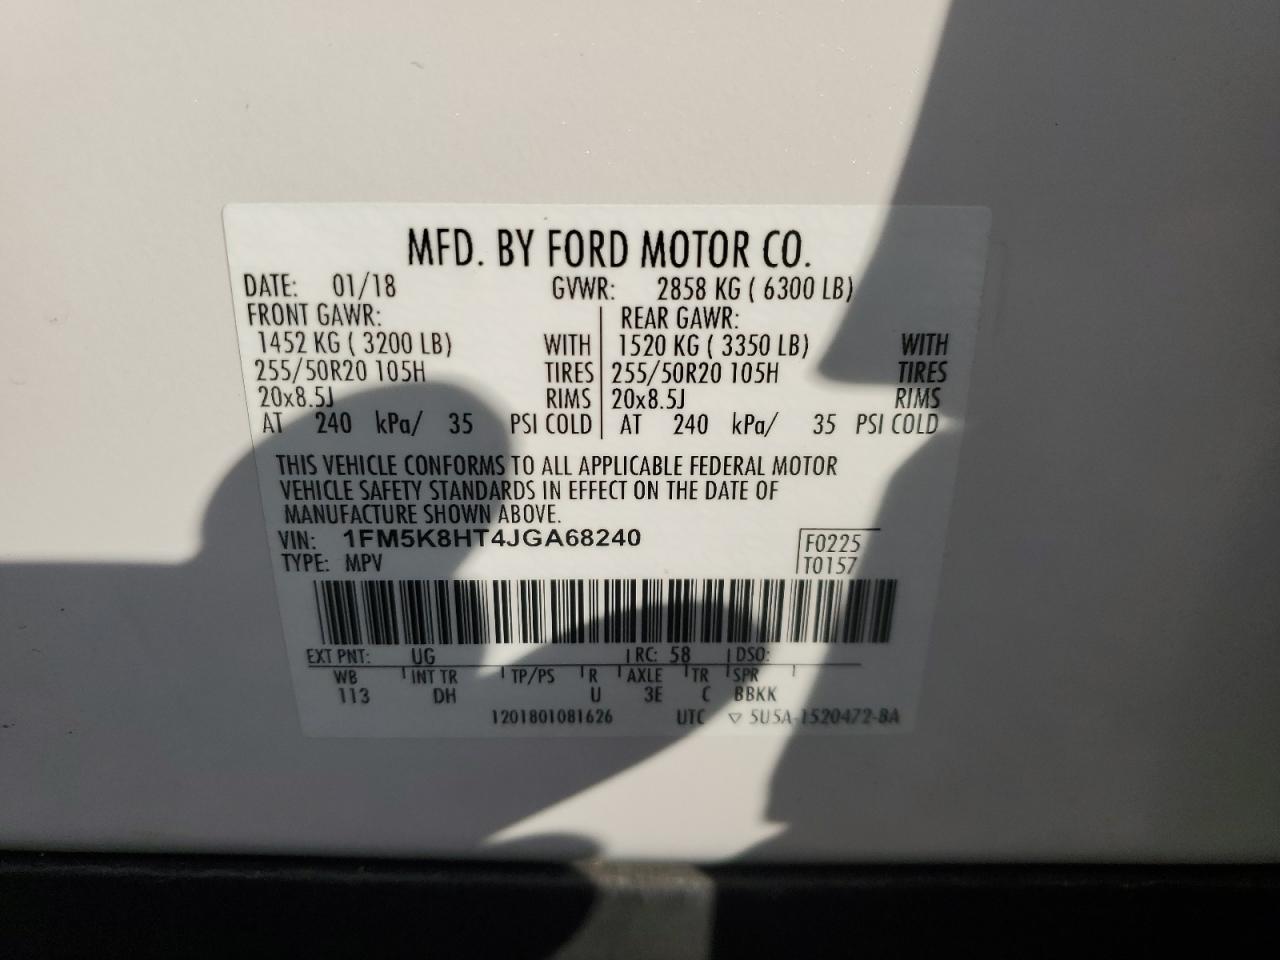 MFD. BY FORD MOTOR CO.
DATE: 01/18 GVWR: 2858 KG ( 6300 LB)
FRONT GAWR: REAR GAWR:
1452 KG ( 3200 LB) WITH 1520 KG ( 3350 LB) WITH
255/50R20 105H TIRES 255/50R20 105H TIRES
20x8.5J RIMS 20x8.5J RIMS
AT 240 kPa/ 35 PSI COLD AT 240 kPa/ 35 PSI COLD
THIS VEHICLE CONFORMS TO ALL APPLICABLE FEDERAL MOTOR
VEHICLE SAFETY STANDARDS IN EFFECT ON THE DATE OF
MANUFACTURE SHOWN ABOVE.
VIN: 1FM5K8HT4JGA68240 F0225
TYPE: MPV T0157
EXT PNT: UG RC: 58 DSO:
WB INT TR TP/PS R AXLE TR SPR
113 DH U 3E C BBKK
1201801081626 UTC ▽ 5U5A-1520472-BA